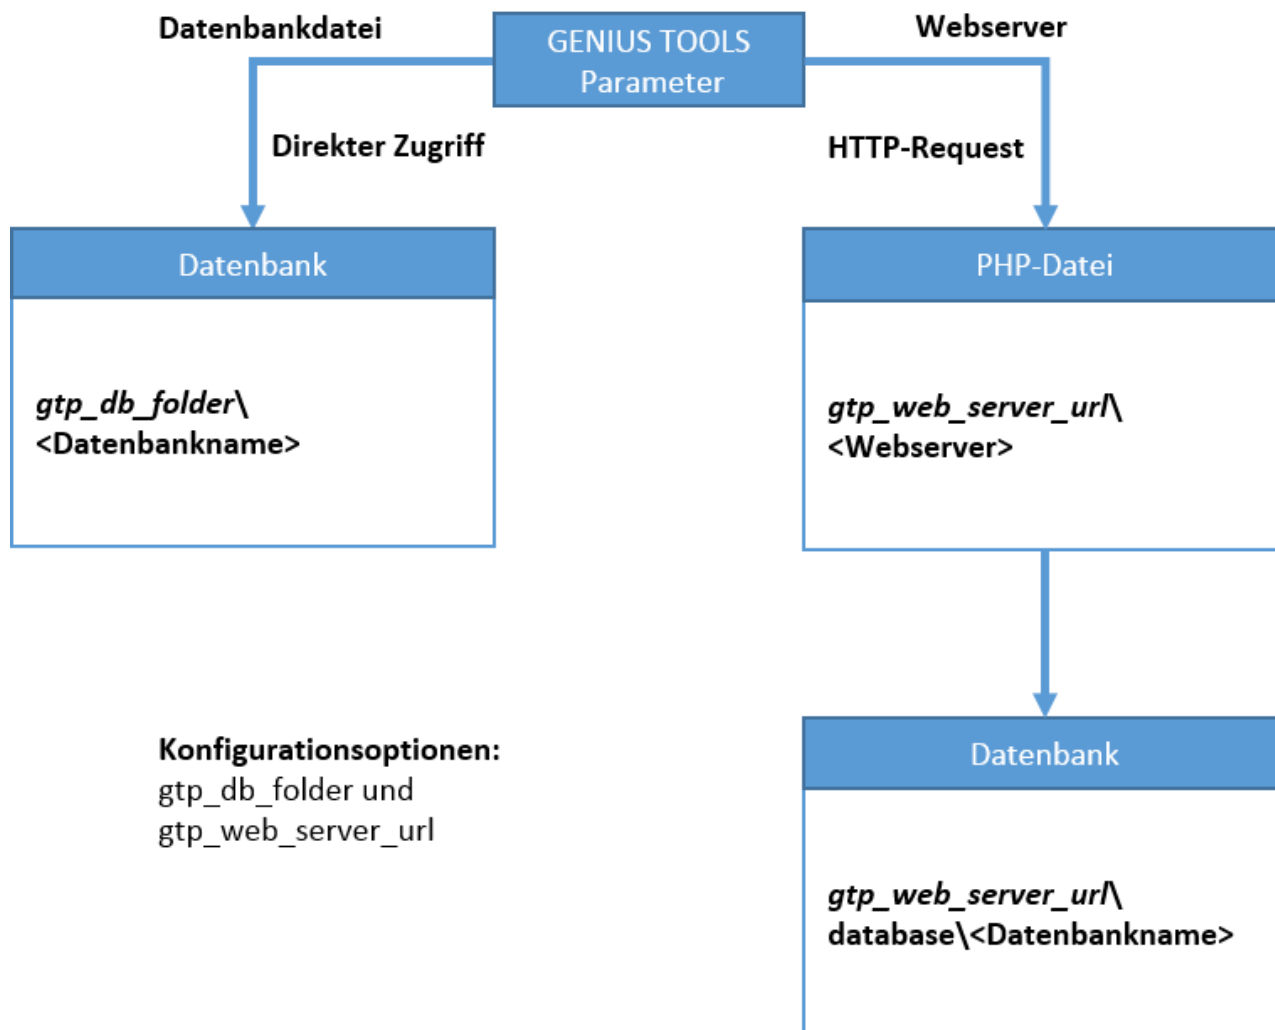 Datenbankdatei
GENIUS TOOLS
Parameter
Webserver
Direkter Zugriff
HTTP-Request
Datenbank
gtp_db_folder\
<Datenbankname>
PHP-Datei
gtp_web_server_url\
<Webserver>
Konfigurationsoptionen:
gtp_db_folder und
gtp_web_server_url
Datenbank
gtp_web_server_url\
database\<Datenbankname>